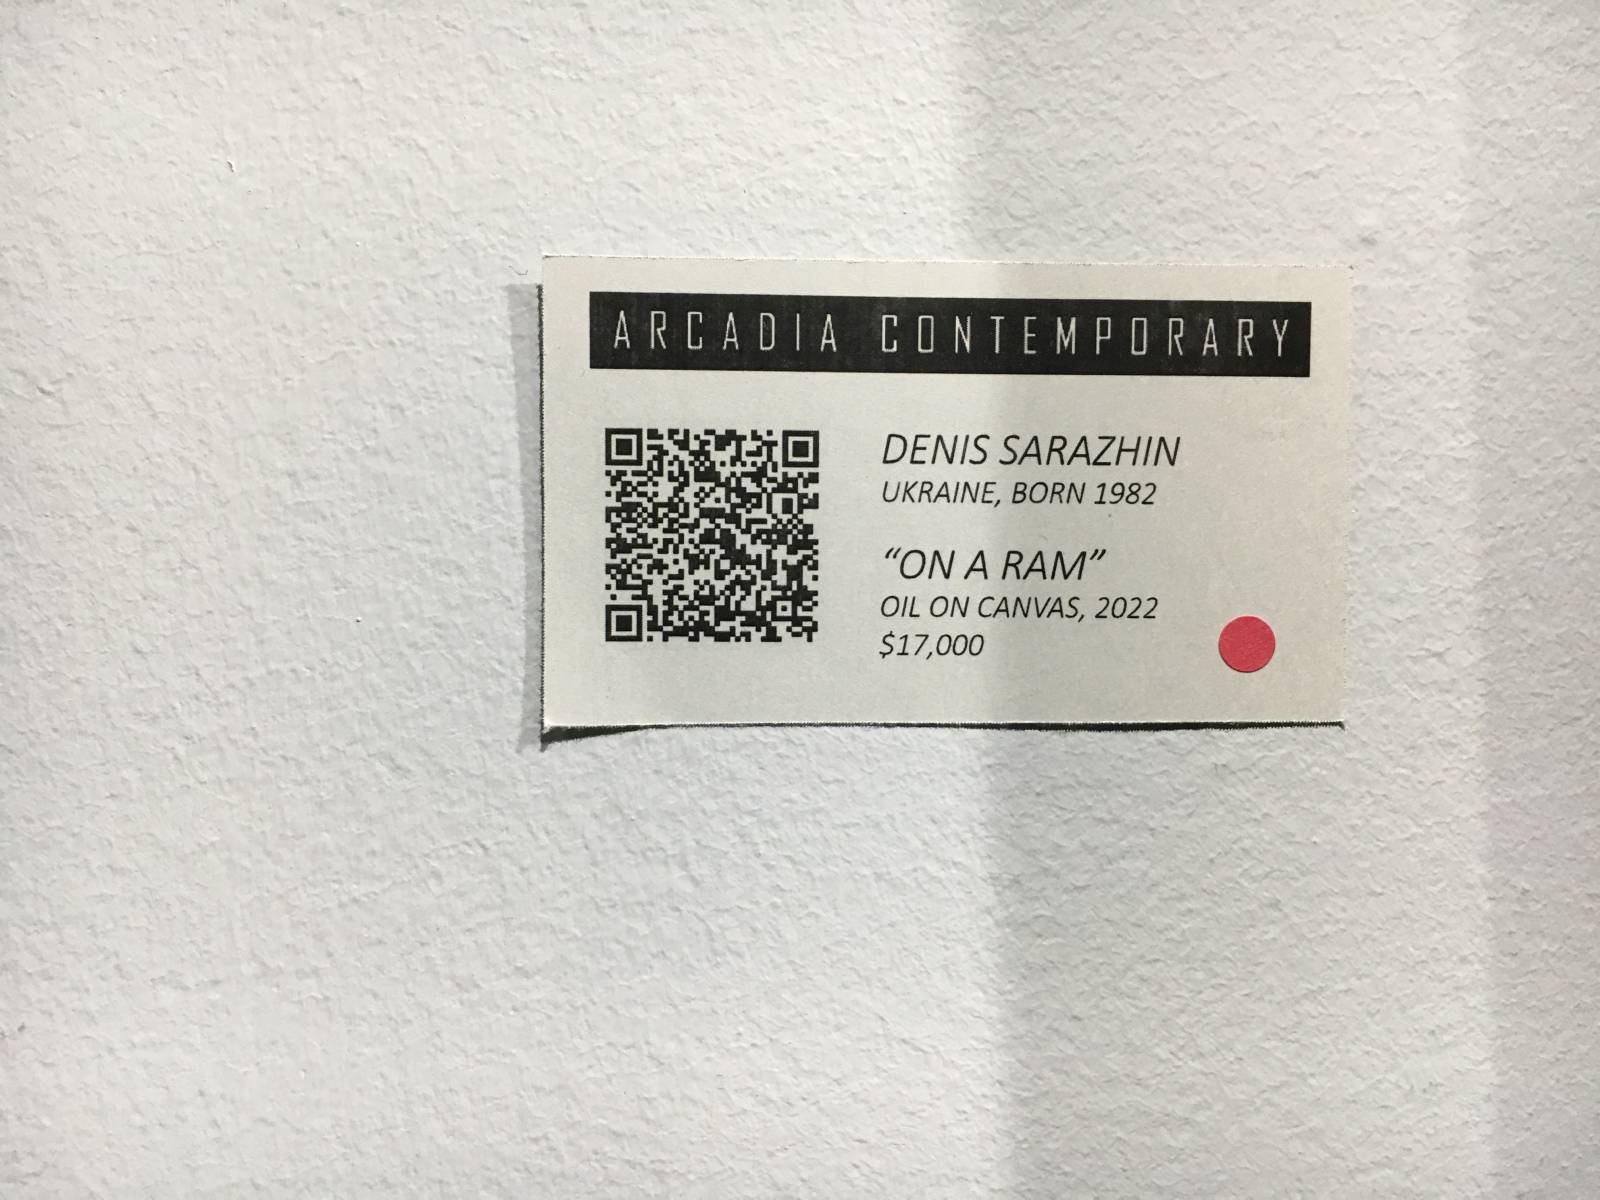 ARCADIA CONTEMPORARY
DENIS SARAZHIN
UKRAINE, BORN 1982
“ON A RAM”
OIL ON CANVAS, 2022
$17,000